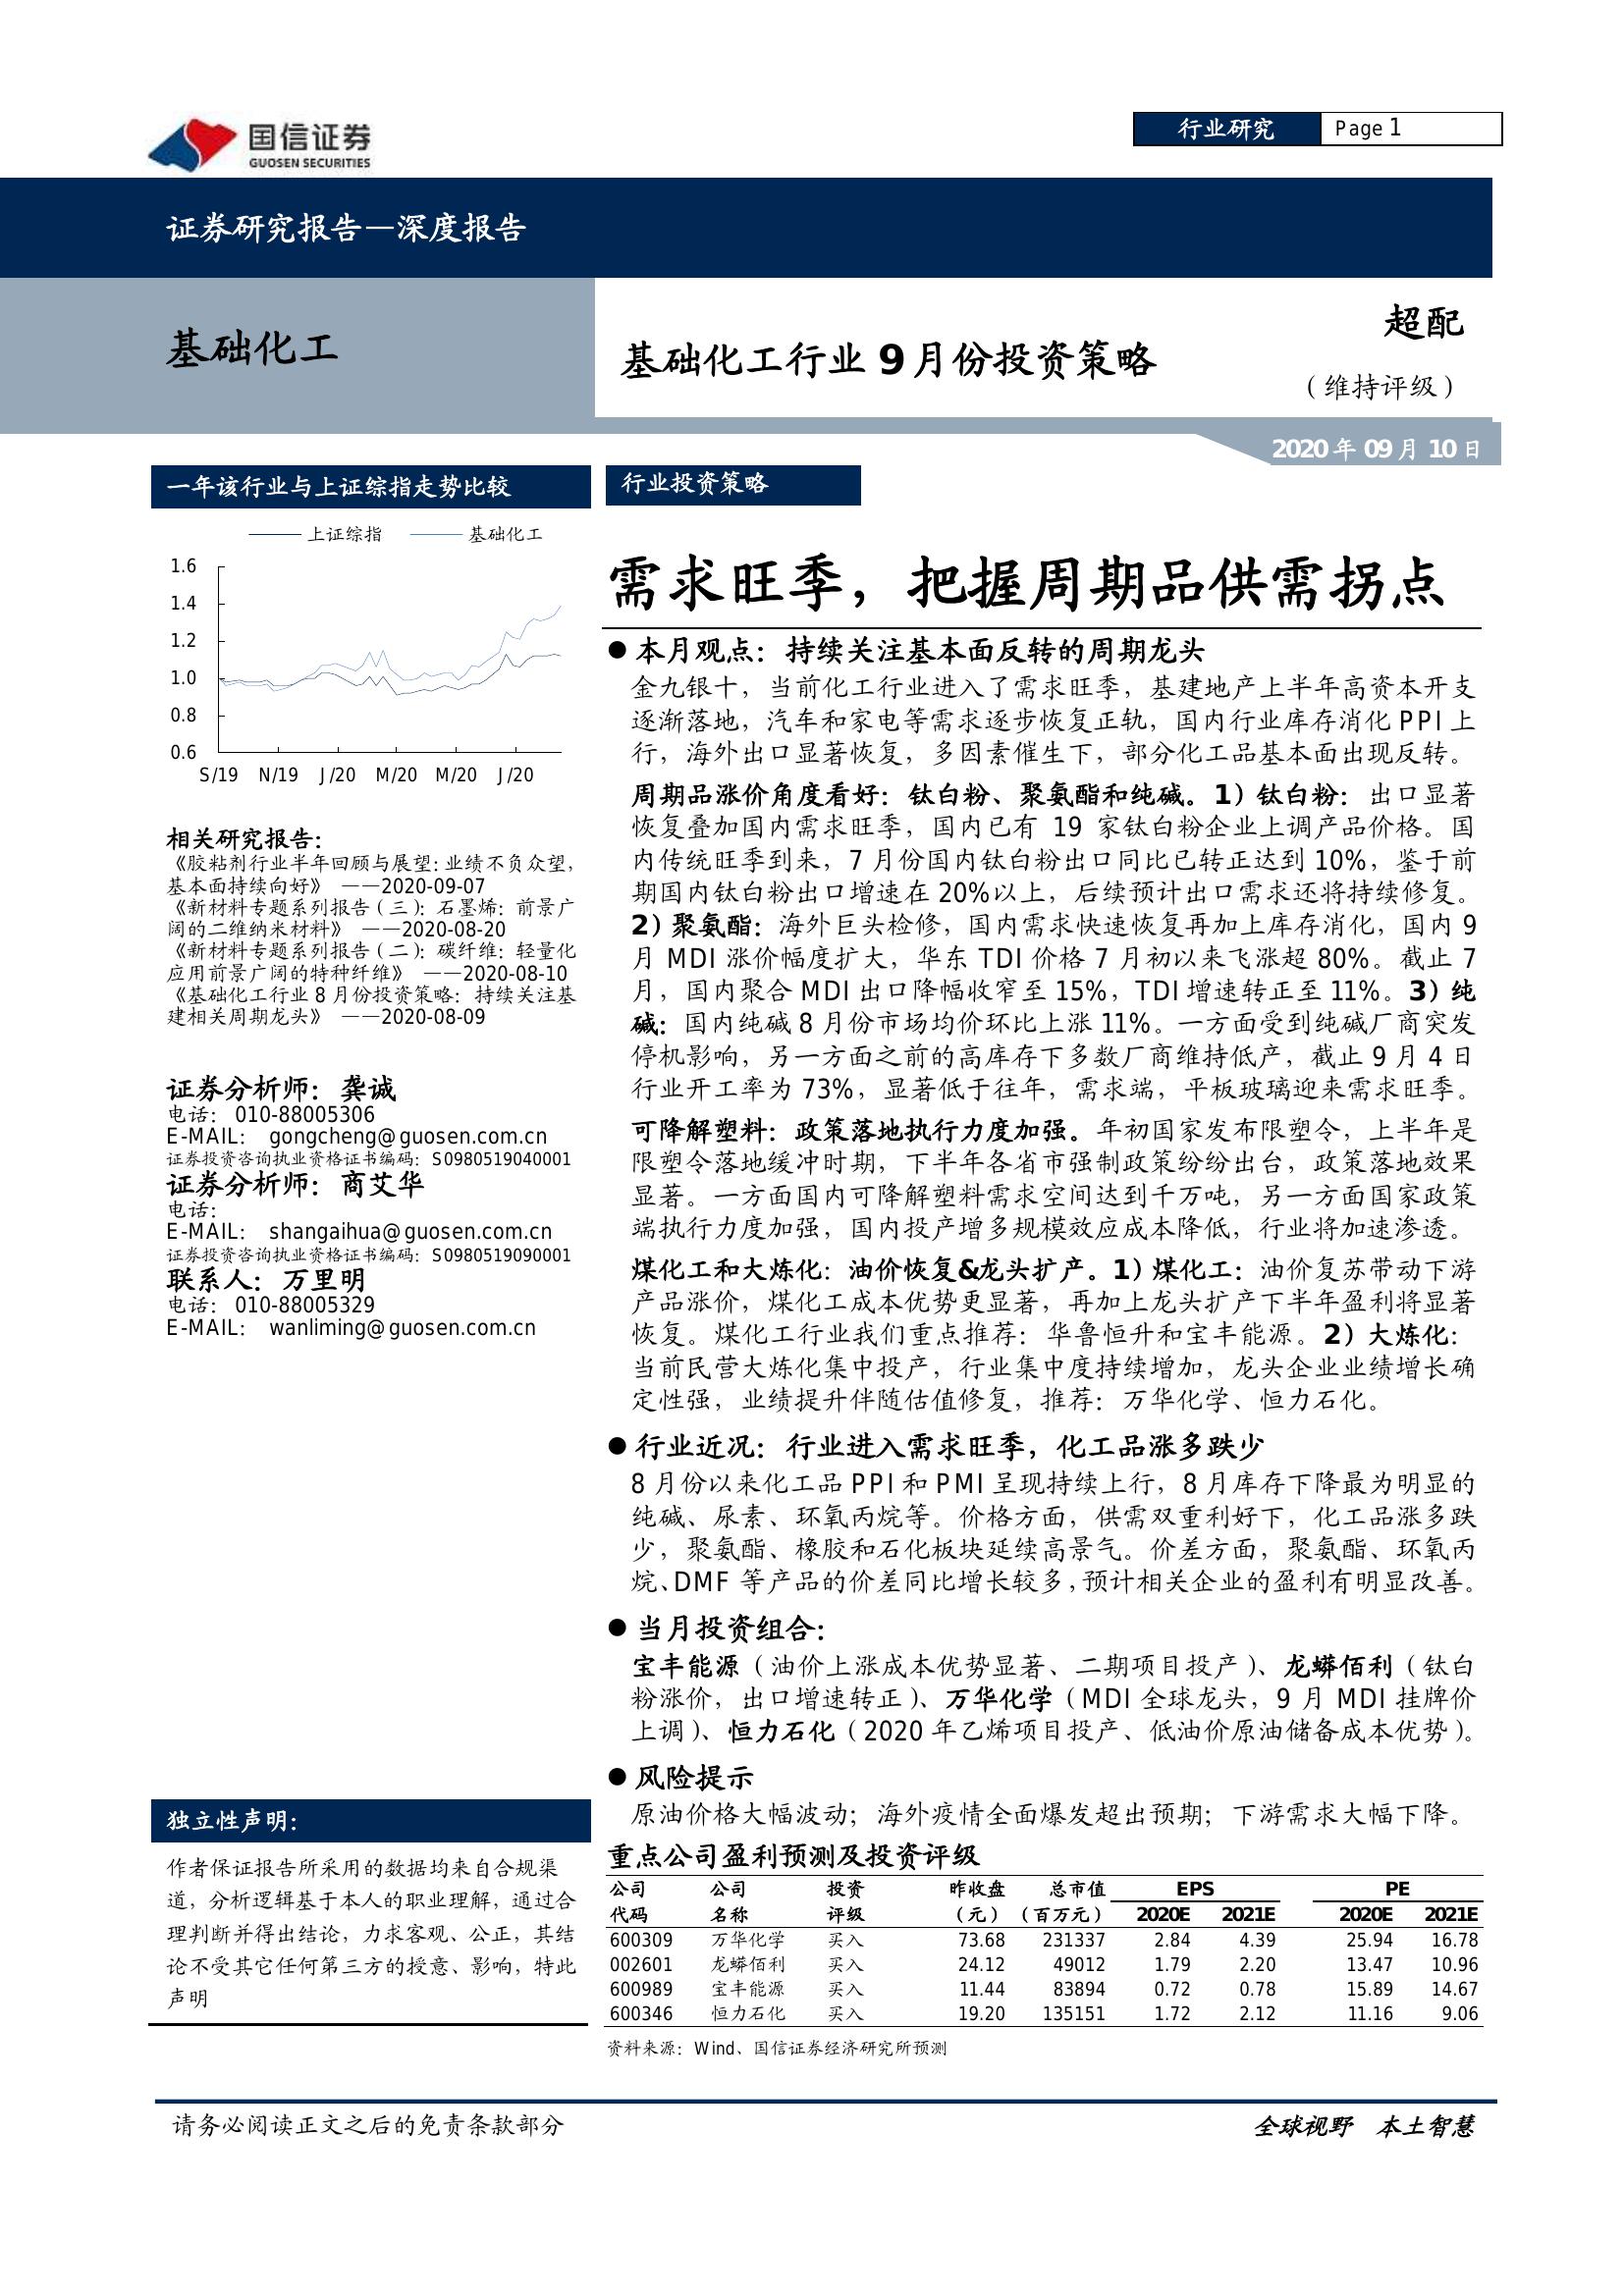 国信证券
GUOSEN SECURITIES
行业研究
Page 1
证券研究报告—深度报告
基础化工
基础化工行业 9 月份投资策略
超配
（维持评级）
2020 年 09 月 10 日
一年该行业与上证综指走势比较
上证综指 基础化工
1.6
1.4
1.2
1.0
0.8
0.6
S/19 N/19 J/20 M/20 M/20 J/20
相关研究报告：
《胶粘剂行业半年回顾与展望：业绩不负众望，
基本面持续向好》 ——2020-09-07
《新材料专题系列报告（三）：石墨烯：前景广
阔的二维纳米材料》 ——2020-08-20
《新材料专题系列报告（二）：碳纤维：轻量化
应用前景广阔的特种纤维》 ——2020-08-10
《基础化工行业 8 月份投资策略：持续关注基
建相关周期龙头》 ——2020-08-09
证券分析师：龚诚
电话： 010-88005306
E-MAIL： gongcheng@guosen.com.cn
证券投资咨询执业资格证书编码：S0980519040001
证券分析师：商艾华
电话：
E-MAIL： shangaihua@guosen.com.cn
证券投资咨询执业资格证书编码：S0980519090001
联系人：万里明
电话： 010-88005329
E-MAIL： wanliming@guosen.com.cn
独立性声明：
作者保证报告所采用的数据均来自合规渠
道，分析逻辑基于本人的职业理解，通过合
理判断并得出结论，力求客观、公正，其结
论不受其它任何第三方的授意、影响，特此
声明
行业投资策略
需求旺季，把握周期品供需拐点
● 本月观点：持续关注基本面反转的周期龙头
金九银十，当前化工行业进入了需求旺季，基建地产上半年高资本开支
逐渐落地，汽车和家电等需求逐步恢复正轨，国内行业库存消化 PPI 上
行，海外出口显著恢复，多因素催生下，部分化工品基本面出现反转。
周期品涨价角度看好：钛白粉、聚氨酯和纯碱。1）钛白粉：出口显著
恢复叠加国内需求旺季，国内已有 19 家钛白粉企业上调产品价格。国
内传统旺季到来，7 月份国内钛白粉出口同比已转正达到 10%，鉴于前
期国内钛白粉出口增速在 20%以上，后续预计出口需求还将持续修复。
2）聚氨酯：海外巨头检修，国内需求快速恢复再加上库存消化，国内 9
月 MDI 涨价幅度扩大，华东 TDI 价格 7 月初以来飞涨超 80%。截止 7
月，国内聚合 MDI 出口降幅收窄至 15%，TDI 增速转正至 11%。3）纯
碱：国内纯碱 8 月份市场均价环比上涨 11%。一方面受到纯碱厂商突发
停机影响，另一方面之前的高库存下多数厂商维持低产，截止 9 月 4 日
行业开工率为 73%，显著低于往年，需求端，平板玻璃迎来需求旺季。
可降解塑料：政策落地执行力度加强。年初国家发布限塑令，上半年是
限塑令落地缓冲时期，下半年各省市强制政策纷纷出台，政策落地效果
显著。一方面国内可降解塑料需求空间达到千万吨，另一方面国家政策
端执行力度加强，国内投产增多规模效应成本降低，行业将加速渗透。
煤化工和大炼化：油价恢复&龙头扩产。1）煤化工：油价复苏带动下游
产品涨价，煤化工成本优势更显著，再加上龙头扩产下半年盈利将显著
恢复。煤化工行业我们重点推荐：华鲁恒升和宝丰能源。2）大炼化：
当前民营大炼化集中投产，行业集中度持续增加，龙头企业业绩增长确
定性强，业绩提升伴随估值修复，推荐：万华化学、恒力石化。
● 行业近况：行业进入需求旺季，化工品涨多跌少
8 月份以来化工品 PPI 和 PMI 呈现持续上行，8 月库存下降最为明显的
纯碱、尿素、环氧丙烷等。价格方面，供需双重利好下，化工品涨多跌
少，聚氨酯、橡胶和石化板块延续高景气。价差方面，聚氨酯、环氧丙
烷、DMF 等产品的价差同比增长较多，预计相关企业的盈利有明显改善。
● 当月投资组合：
宝丰能源（油价上涨成本优势显著、二期项目投产）、龙蟒佰利（钛白
粉涨价，出口增速转正）、万华化学（MDI 全球龙头，9 月 MDI 挂牌价
上调）、恒力石化（2020 年乙烯项目投产、低油价原油储备成本优势）。
● 风险提示
原油价格大幅波动；海外疫情全面爆发超出预期；下游需求大幅下降。
重点公司盈利预测及投资评级
公司 公司 投资 昨收盘 总市值 EPS PE
代码 名称 评级 （元） （百万元） 2020E 2021E 2020E 2021E
600309 万华化学 买入 73.68 231337 2.84 4.39 25.94 16.78
002601 龙蟒佰利 买入 24.12 49012 1.79 2.20 13.47 10.96
600989 宝丰能源 买入 11.44 83894 0.72 0.78 15.89 14.67
600346 恒力石化 买入 19.20 135151 1.72 2.12 11.16 9.06
资料来源：Wind、国信证券经济研究所预测
请务必阅读正文之后的免责条款部分
全球视野 本土智慧